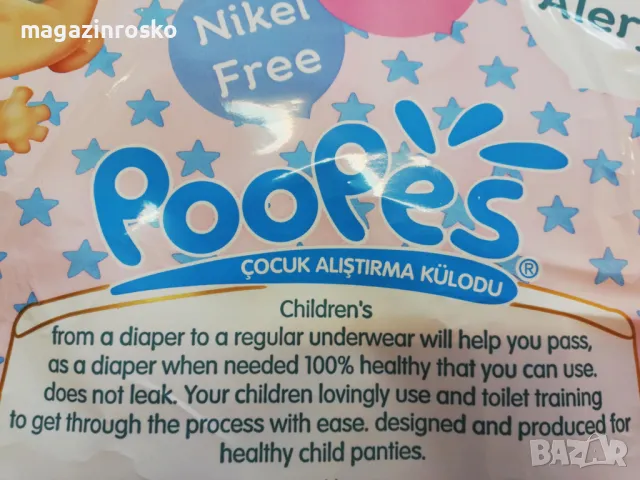 magazinrosko
Nikel
Free
Aler
PooPeS
ÇOCUK ALIŞTIRMA KÜLODU ®
Children's
from a diaper to a regular underwear will help you pass,
as a diaper when needed 100% healthy that you can use.
does not leak. Your children lovingly use and toilet training
to get through the process with ease. designed and produced for
healthy child panties.
BAZAR
bg